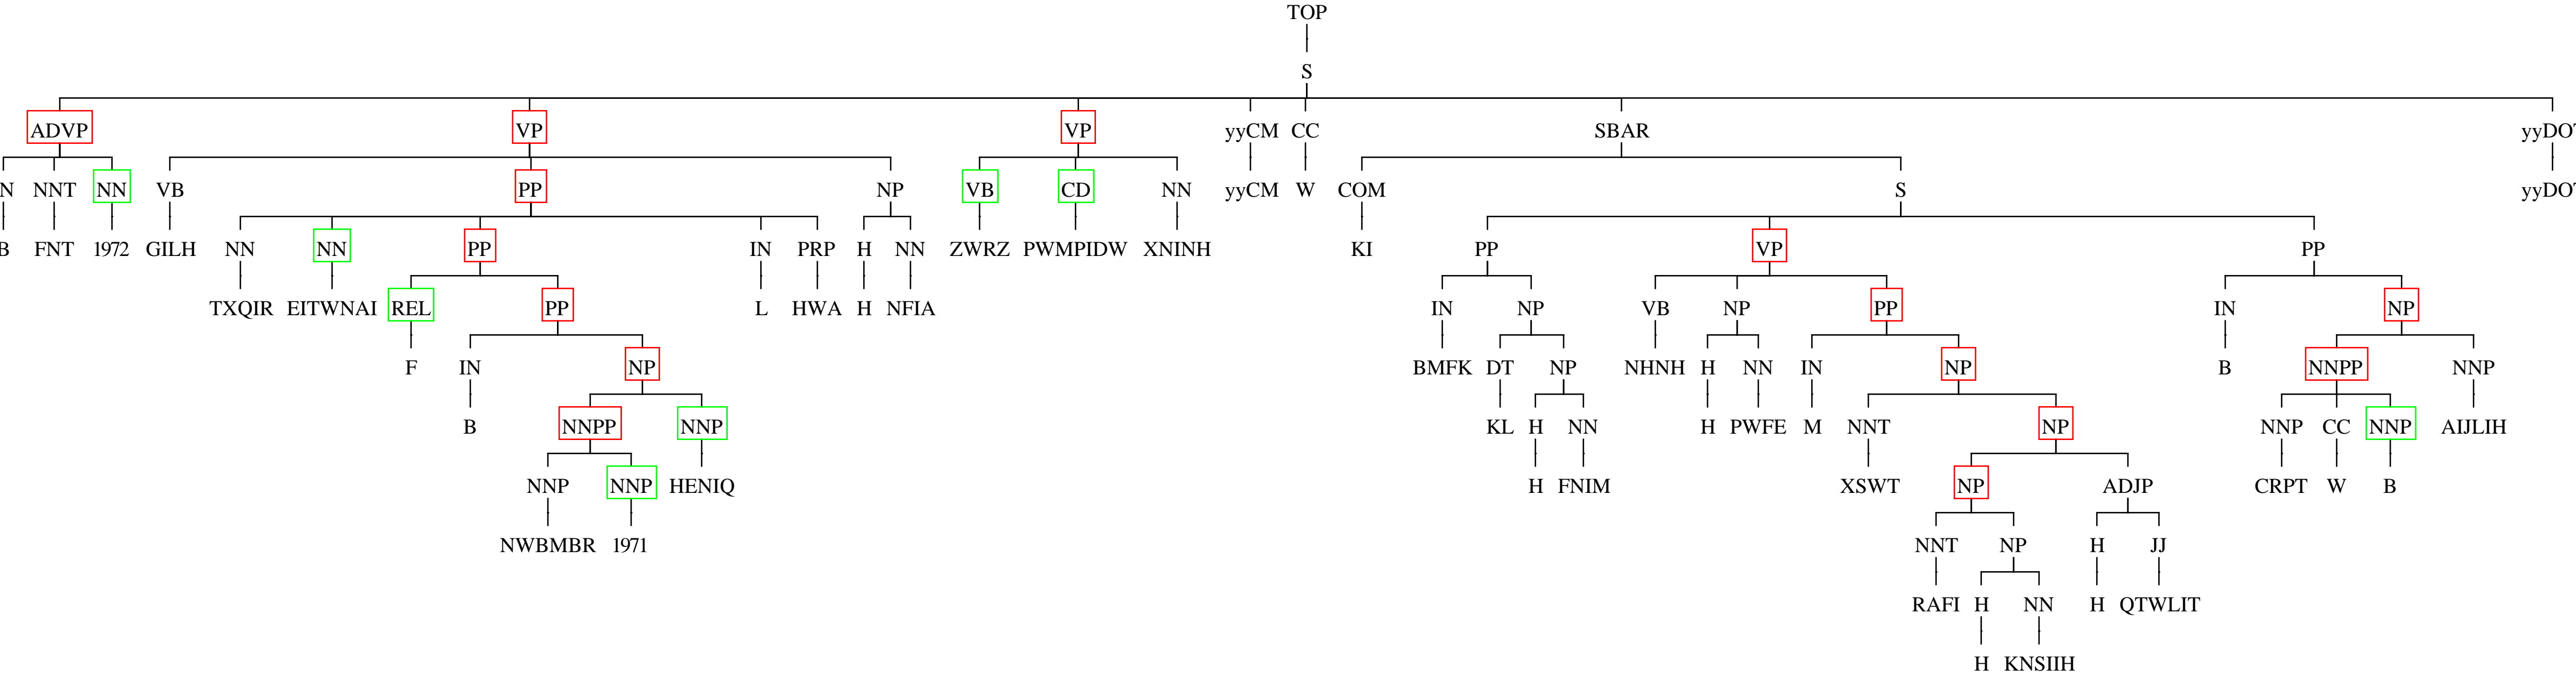 TOP
S
ADVP VP VP yyCM CC SBAR yyDO
N NNT NN VB PP NP VB CD NN yyCM W COM S yyDO
B FNT 1972 GILH NN NN PP IN PRP H NN ZWRZ PWMPIDW XNINH KI PP VP PP
TXQIR EITWNAI REL PP L HWA H NFIA IN NP VB NP PP IN NP
F IN NP BMFK DT NP NHNH H NN IN NP B NNPP NNP
B NNPP NNP KL H NN H PWFE M NNT NP NNP CC NNP AIJLIH
NNP NNP HENIQ H FNIM XSWT NP ADJP CRPT W B
NWBMBR 1971 NNT NP H JJ
RAFI H NN H QTWLIT
H KNSIIH